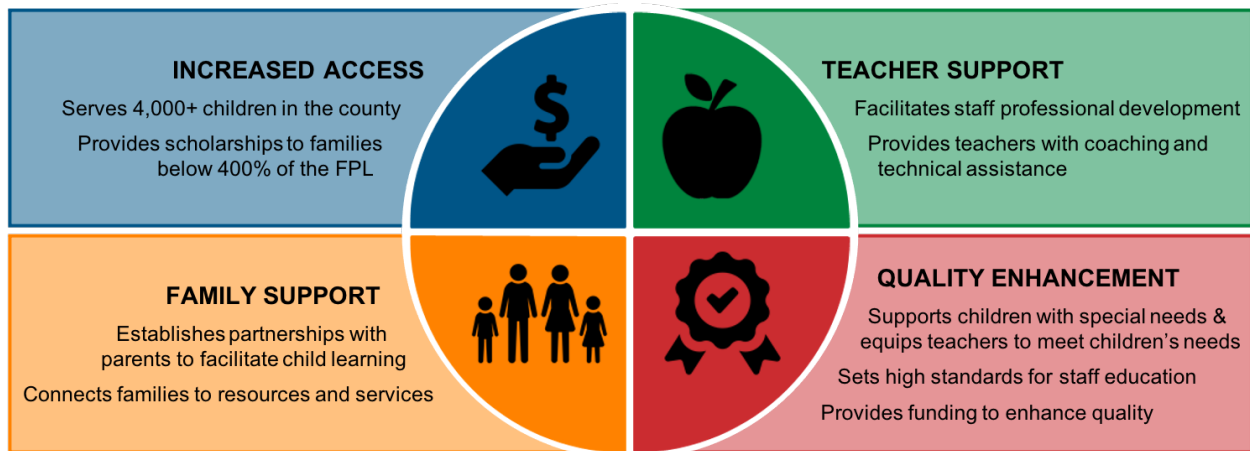 INCREASED ACCESS
Serves 4,000+ children in the county
Provides scholarships to families
below 400% of the FPL
TEACHER SUPPORT
Facilitates staff professional development
Provides teachers with coaching and
technical assistance
FAMILY SUPPORT
Establishes partnerships with
parents to facilitate child learning
Connects families to resources and services
QUALITY ENHANCEMENT
Supports children with special needs &
equips teachers to meet children’s needs
Sets high standards for staff education
Provides funding to enhance quality